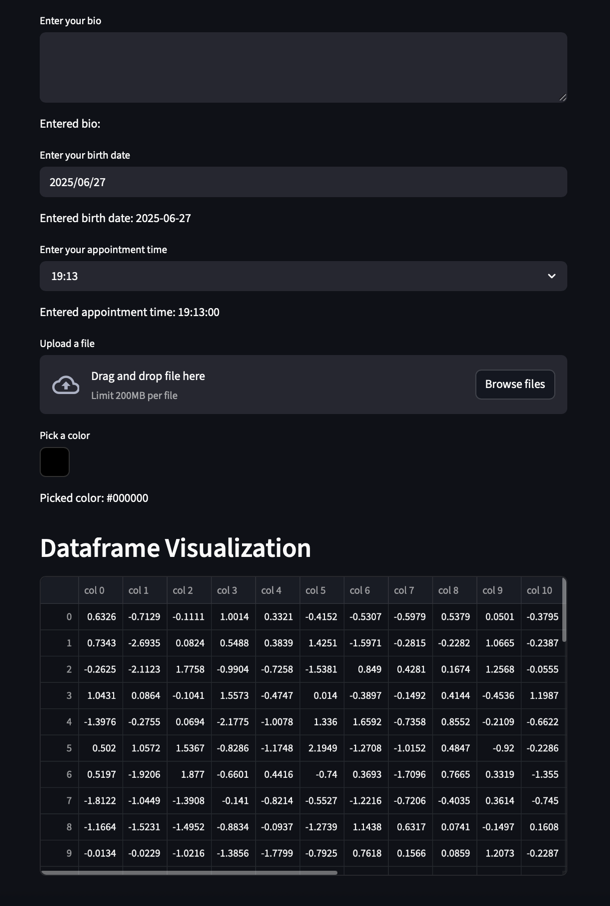 Enter your bio
Entered bio:
Enter your birth date
2025/06/27
Entered birth date: 2025-06-27
Enter your appointment time
19:13
Entered appointment time: 19:13:00
Upload a file
Drag and drop file here
Limit 200MB per file
Browse files
Pick a color
Picked color: #000000
Dataframe Visualization
col 0 col 1 col 2 col 3 col 4 col 5 col 6 col 7 col 8 col 9 col 10
0 0.6326 -0.7129 -0.1111 1.0014 0.3321 -0.4152 -0.5307 -0.5979 0.5379 0.0501 -0.3795
1 0.7343 -2.6935 0.0824 0.5488 0.3839 1.4251 -1.5971 -0.2815 -0.2282 1.0665 -0.2387
2 -0.2625 -2.1123 1.7758 -0.9904 -0.7258 -1.5381 0.849 0.4281 0.1674 1.2568 -0.0555
3 1.0431 0.0864 -0.1041 1.5573 -0.4747 0.014 -0.3897 -0.1492 0.4144 -0.4536 1.1987
4 -1.3976 -0.2755 0.0694 -2.1775 -1.0078 1.336 1.6592 -0.7358 0.8552 -0.2109 -0.6622
5 0.502 1.0572 1.5367 -0.8286 -1.1748 2.1949 -1.2708 -1.0152 0.4847 -0.92 -0.2286
6 0.5197 -1.9206 1.877 -0.6601 0.4416 -0.74 0.3693 -1.7096 0.7665 0.3319 -1.355
7 -1.8122 -1.0449 -1.3908 -0.141 -0.8214 -0.5527 -1.2216 -0.7206 -0.4035 0.3614 -0.745
8 -1.1664 -1.5231 -1.4952 -0.8834 -0.0937 -1.2739 1.1438 0.6317 0.0741 -0.1497 0.1608
9 -0.0134 -0.0229 -1.0216 -1.3856 -1.7799 -0.7925 0.7618 0.1566 0.0859 1.2073 -0.2287